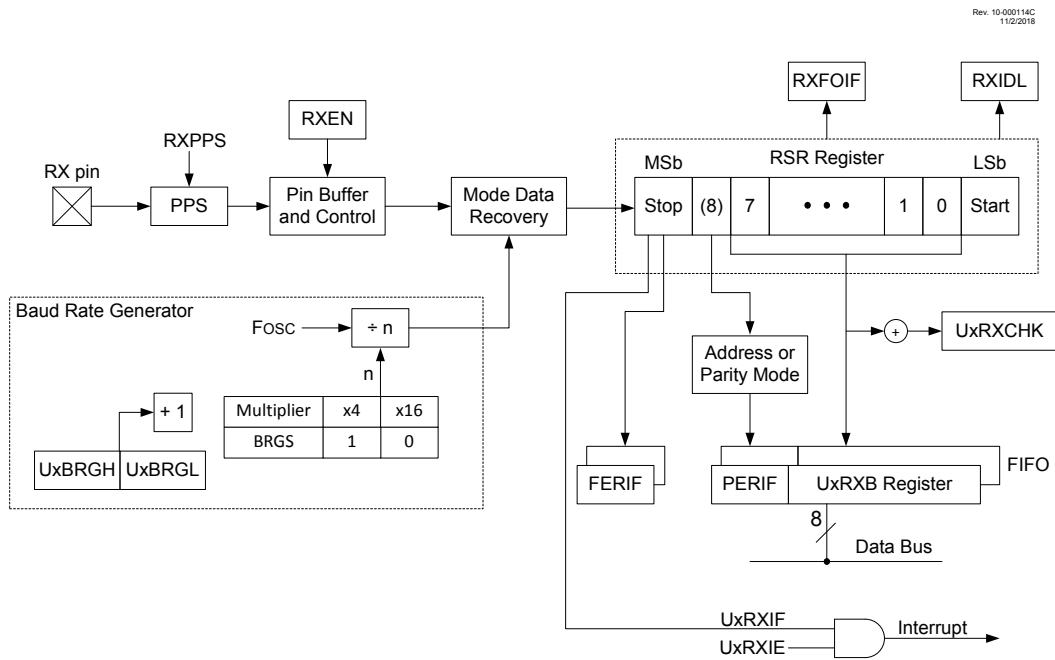 Rev. 10-000114C
11/2/2018
RXFOIF
RXIDL
RXEN
RXPPS
RX pin
PPS
Pin Buffer
and Control
Mode Data
Recovery
MSb
RSR Register
LSb
Stop
(8)
7
• • •
1
0
Start
Baud Rate Generator
FOSC
÷ n
n
+ 1
Multiplier x4 x16
BRGS 1 0
UxBRGH
UxBRGL
Address or
Parity Mode
+
UxRXCHK
FERIF
PERIF
UxRXB Register
FIFO
8
Data Bus
UxRXIF
UxRXIE
Interrupt